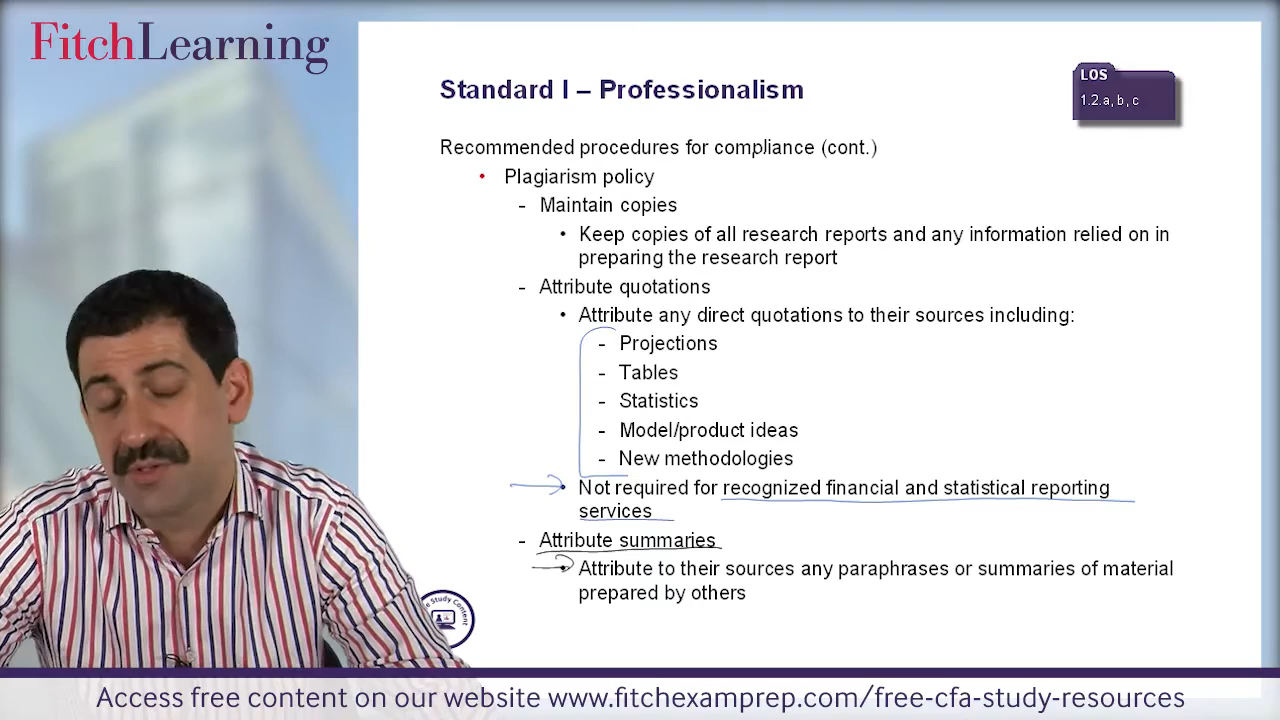 FitchLearning
Standard I – Professionalism
LOS
1.2.a, b, c
Recommended procedures for compliance (cont.)
• Plagiarism policy
- Maintain copies
• Keep copies of all research reports and any information relied on in
preparing the research report
- Attribute quotations
• Attribute any direct quotations to their sources including:
- Projections
- Tables
- Statistics
- Model/product ideas
- New methodologies
• Not required for recognized financial and statistical reporting
services
- Attribute summaries
• Attribute to their sources any paraphrases or summaries of material
prepared by others
Study Content
Access free content on our website www.fitchexamprep.com/free-cfa-study-resources